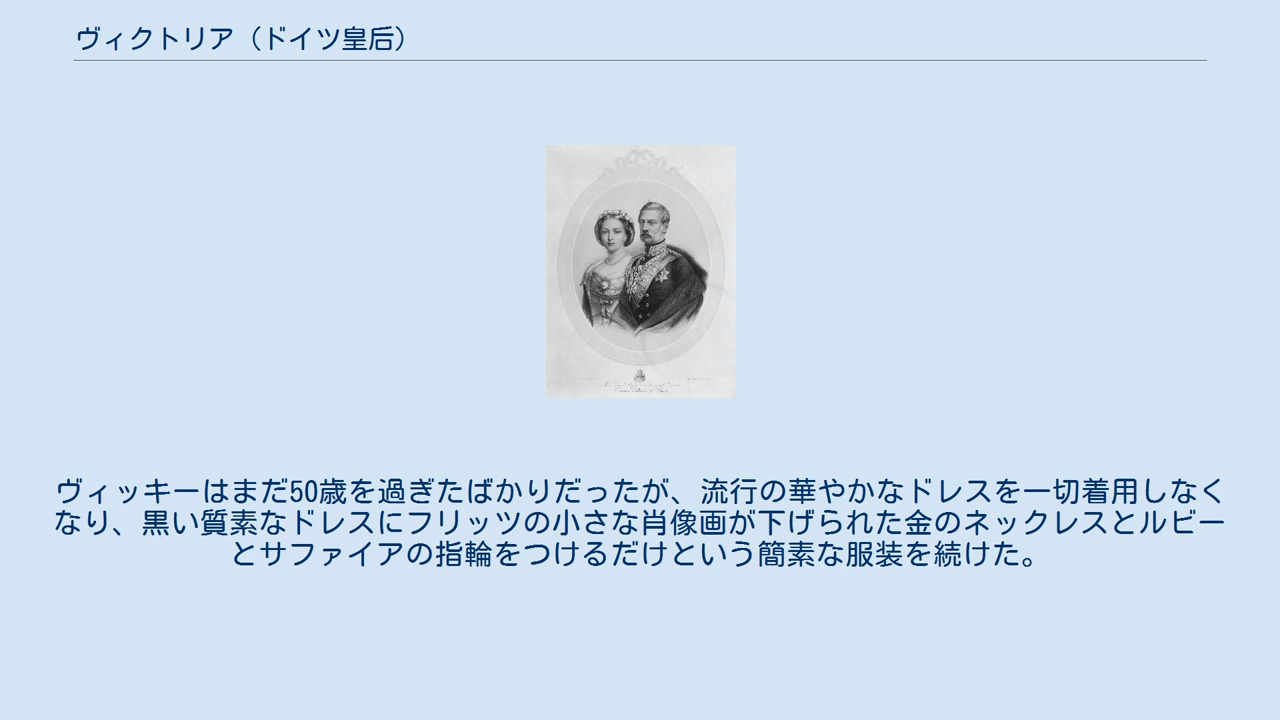 ヴィクトリア（ドイツ皇后）
ヴィッキーはまだ50歳を過ぎたばかりだったが、流行の華やかなドレスを一切着用しなく
なり、黒い質素なドレスにフリッツの小さな肖像画が下げられた金のネックレスとルビー
とサファイアの指輪をつけるだけという簡素な服装を続けた。